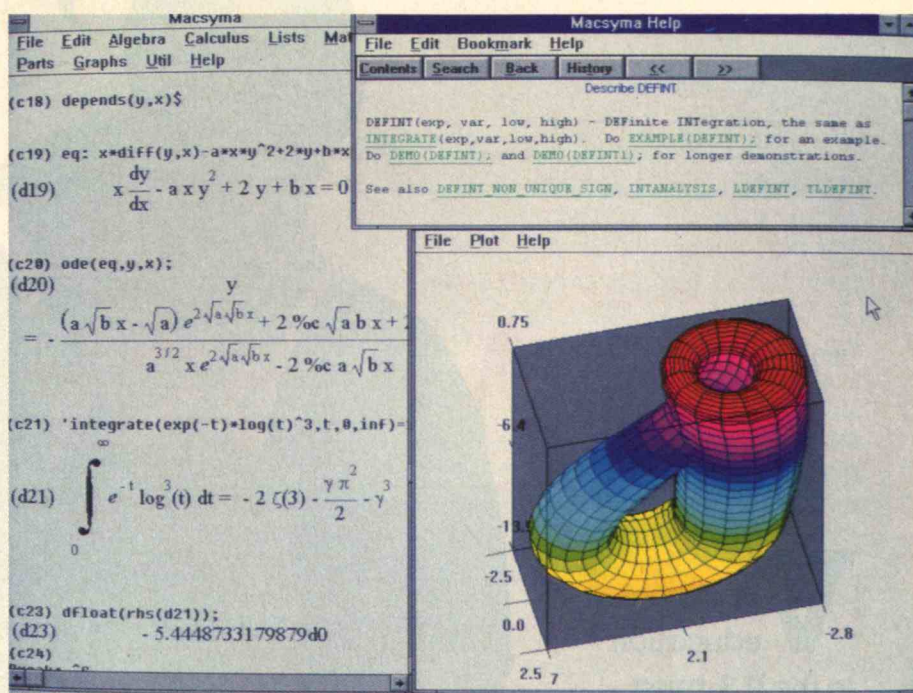 Macsyma
File Edit Algebra Calculus Lists Mat
Parts Graphs Util Help
(c18) depends(y,x)$
(c19) eq: x*diff(y,x)-a*x*y^2+2*y+b*x
(d19) x dy/dx - a x y^2 + 2 y + b x = 0
(c20) ode(eq,y,x);
(d20) y
= - (a √b x - √a) e^(2 √a √b x) + 2 %c √a b x +
a^(3/2) x e^(2 √a √b x) - 2 %c a √b x
(c21) 'integrate(exp(-t)*log(t)^3,t,0,inf)=
(d21) ∫ 0 ∞ e^-t log^3(t) dt = - 2 ζ(3) - γ π^2 / 2 - γ^3
(c23) dfloat(rhs(d21));
(d23) - 5.4448733179879d0
(c24)
Macsyma Help
File Edit Bookmark Help
Contents Search Back History << >>
Describe DEFINT
DEFINT(exp, var, low, high) - DEFinite INTegration, the same as
INTEGRATE(exp,var,low,high). Do EXAMPLE(DEFINT); for an example.
Do DEMO(DEFINT); and DEMO(DEFINT1); for longer demonstrations.
See also DEFINT_NON_UNIQUE_SIGN, INTANALYSIS, LDEFINT, TLDEFINT.
File Plot Help
0.75
-6.4
-13.5
-2.5
0.0
2.5
7
2.1
-2.8